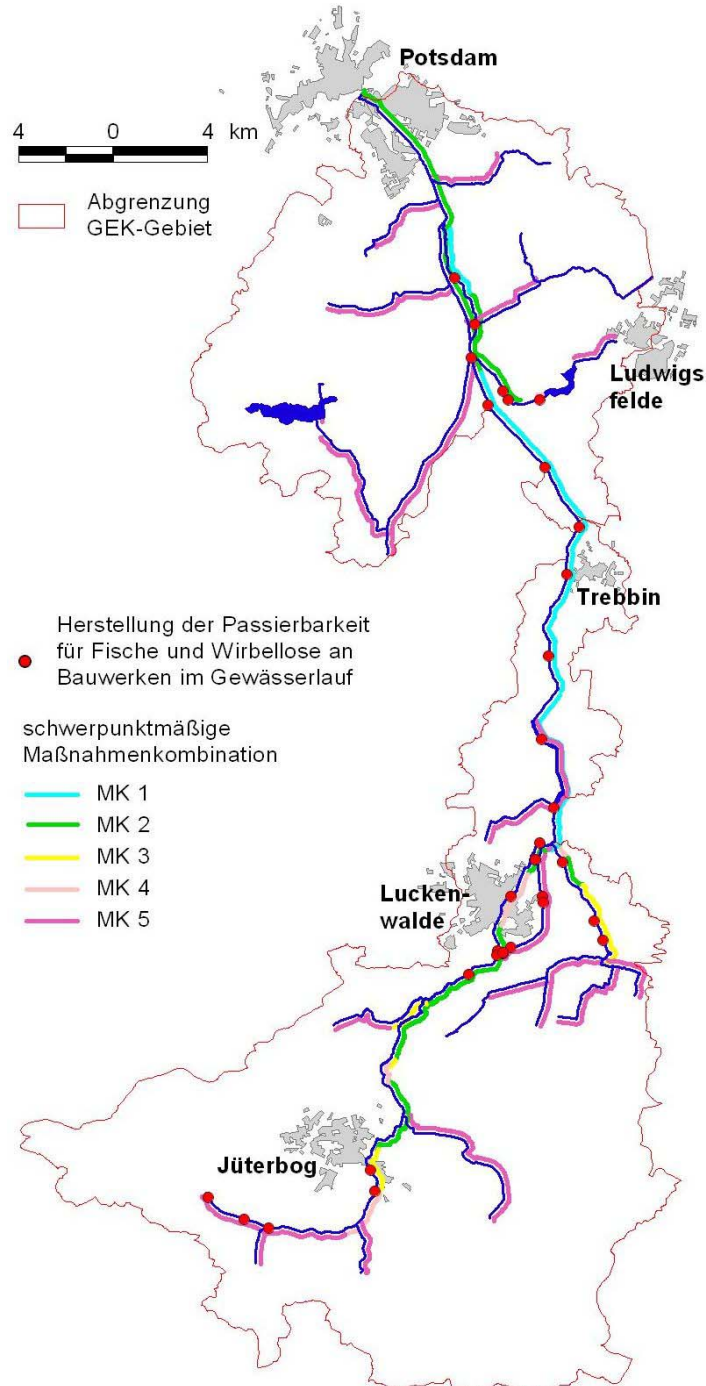 Potsdam
4 0 4 km
Abgrenzung
GEK-Gebiet
Ludwigs
felde
Trebbin
Herstellung der Passierbarkeit
für Fische und Wirbellose an
Bauwerken im Gewässerlauf
schwerpunktmäßige
Maßnahmenkombination
MK 1
MK 2
MK 3
MK 4
MK 5
Lucken-
walde
Jüterbog